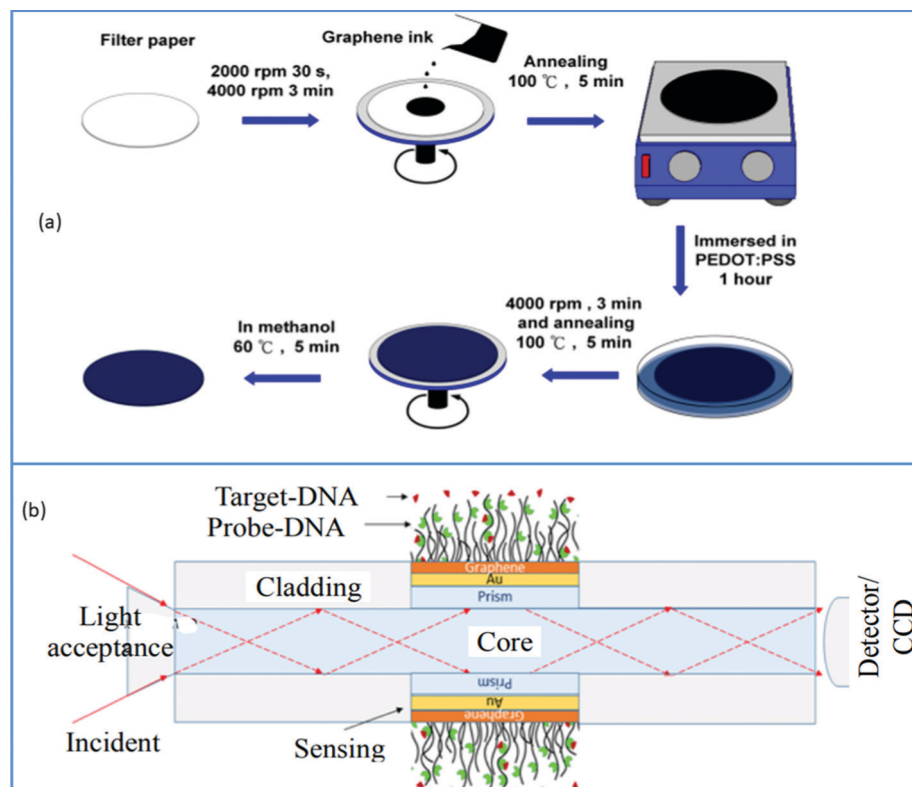 Filter paper
2000 rpm 30 s,
4000 rpm 3 min
Graphene ink
Annealing
100 ℃ , 5 min
(a)
Immersed in
PEDOT:PSS
1 hour
4000 rpm , 3 min
and annealing
100 ℃ , 5 min
In methanol
60 ℃ , 5 min
(b)
Target-DNA
Probe-DNA
Graphene
Au
Prism
Cladding
Light
acceptance
Core
Detector/
CCD
Prism
Au
Graphene
Incident
Sensing